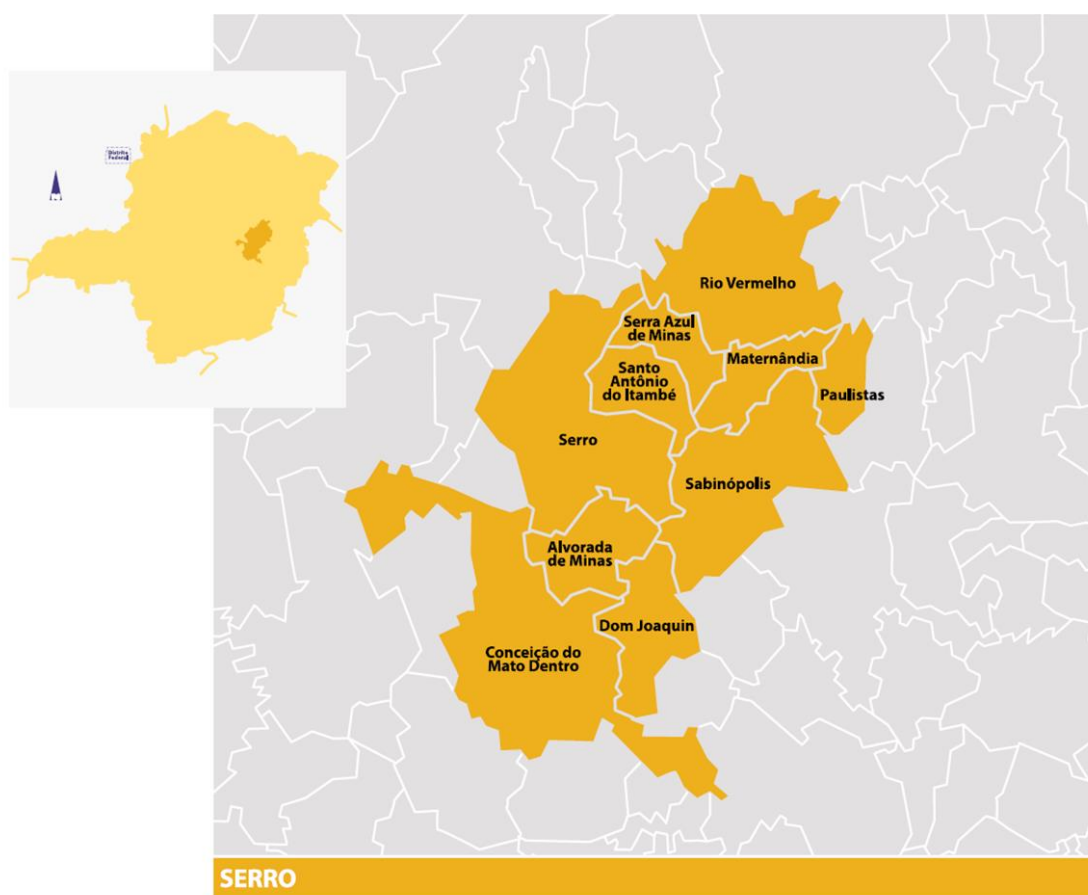 Distrito
Federal
Rio Vermelho
Serra Azul
de Minas
Maternândia
Santo
Antônio
do Itambé
Paulistas
Serro
Sabinópolis
Alvorada
de Minas
Dom Joaquin
Conceição do
Mato Dentro
SERRO